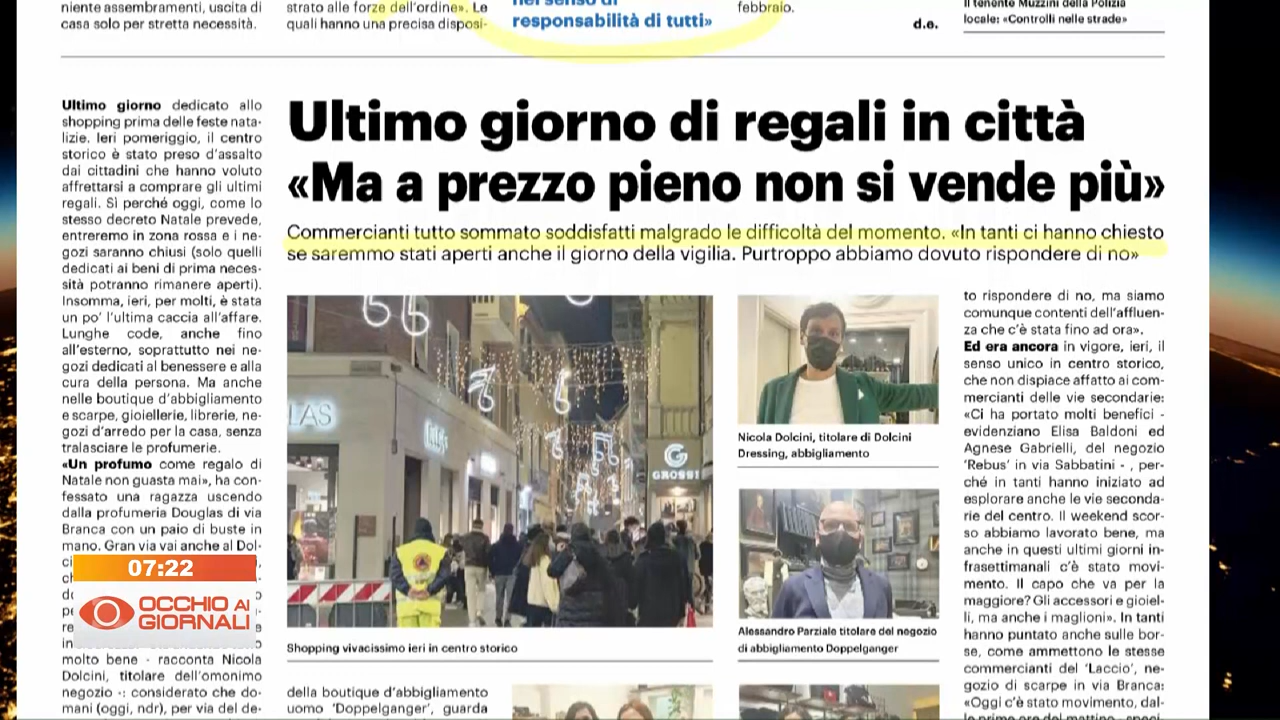 niente assembramenti, uscita di
casa solo per stretta necessità.
strato alle forze dell'ordine». Le
quali hanno una precisa disposi-
nel senso di
responsabilità di tutti»
febbraio.
d.e.
Il tenente Muzzini della Polizia
locale: «Controlli nelle strade»
Ultimo giorno di regali in città
«Ma a prezzo pieno non si vende più»
Commercianti tutto sommato soddisfatti malgrado le difficoltà del momento. «In tanti ci hanno chiesto
se saremmo stati aperti anche il giorno della vigilia. Purtroppo abbiamo dovuto rispondere di no»
Ultimo giorno dedicato allo
shopping prima delle feste nata-
lizie. Ieri pomeriggio, il centro
storico è stato preso d'assalto
dai cittadini che hanno voluto
affrettarsi a comprare gli ultimi
regali. Sì perché oggi, come lo
stesso decreto Natale prevede,
entreremo in zona rossa e i ne-
gozi saranno chiusi (solo quelli
dedicati ai beni di prima neces-
sità potranno rimanere aperti).
Insomma, ieri, per molti, è stata
un po' l'ultima caccia all'affare.
Lunghe code, anche fino
all'esterno, soprattutto nei ne-
gozi dedicati al benessere e alla
cura della persona. Ma anche
nelle boutique d'abbigliamento
e scarpe, gioiellerie, librerie, ne-
gozi d'arredo per la casa, senza
tralasciare le profumerie.
«Un profumo come regalo di
Natale non guasta mai», ha con-
fessato una ragazza uscendo
dalla profumeria Douglas di via
Branca con un paio di buste in
mano. Gran via vai anche al Dol-
07:22
OCCHIO AI
GIORNALI
molto bene - racconta Nicola
Dolcini, titolare dell'omonimo
negozio -: considerato che do-
mani (oggi, ndr), per via del de-
LAS
GROSSI
Shopping vivacissimo ieri in centro storico
della boutique d'abbigliamento
uomo 'Doppelganger', guarda
Nicola Dolcini, titolare di Dolcini
Dressing, abbigliamento
Alessandro Parziale titolare del negozio
di abbigliamento Doppelganger
to rispondere di no, ma siamo
comunque contenti dell'affluen-
za che c'è stata fino ad ora».
Ed era ancora in vigore, ieri, il
senso unico in centro storico,
che non dispiace affatto ai com-
mercianti delle vie secondarie:
«Ci ha portato molti benefici -
evidenziano Elisa Baldoni ed
Agnese Gabrielli, del negozio
'Rebus' in via Sabbatini - , per-
ché in tanti hanno iniziato ad
esplorare anche le vie seconda-
rie del centro. Il weekend scor-
so abbiamo lavorato bene, ma
anche in questi ultimi giorni in-
frasettimanali c'è stato movi-
mento. Il capo che va per la
maggiore? Gli accessori e gioiel-
li, ma anche i maglioni». In tanti
hanno puntato anche sulle bor-
se, come ammettono le stesse
commercianti del 'Laccio', ne-
gozio di scarpe in via Branca:
«Oggi c'è stato movimento, dal-
le prime ore del mattino, speci-